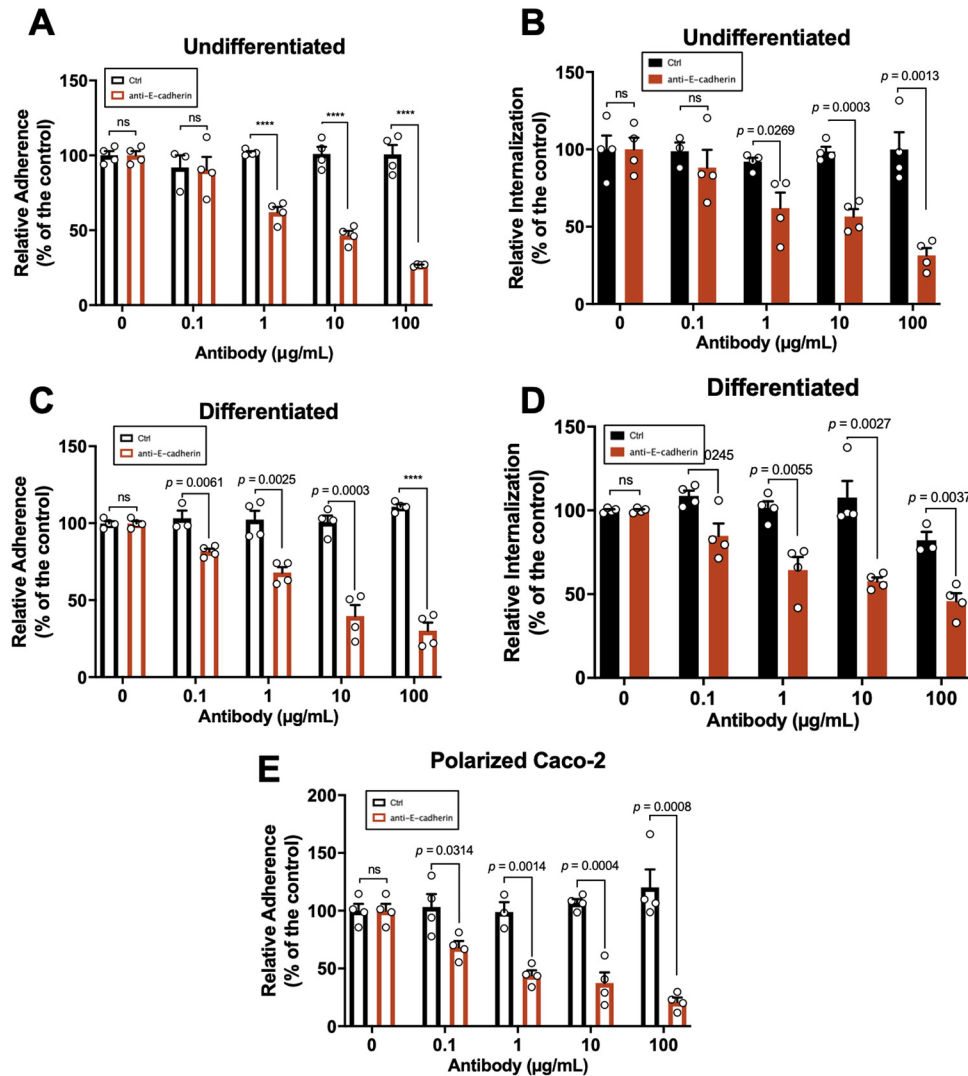 A
Undifferentiated
Ctrl
anti-E-cadherin
ns
ns
****
****
****
150
100
50
0
Relative Adherence
(% of the control)
0 0.1 1 10 100
Antibody (µg/mL)
B
Undifferentiated
Ctrl
anti-E-cadherin
ns
ns
p = 0.0269
p = 0.0003
p = 0.0013
150
100
50
0
Relative Internalization
(% of the control)
0 0.1 1 10 100
Antibody (µg/mL)
C
Differentiated
Ctrl
anti-E-cadherin
ns
p = 0.0061
p = 0.0025
p = 0.0003
****
150
100
50
0
Relative Adherence
(% of the control)
0 0.1 1 10 100
Antibody (µg/mL)
D
Differentiated
Ctrl
anti-E-cadherin
ns
0245
p = 0.0055
p = 0.0027
p = 0.0037
150
100
50
0
Relative Internalization
(% of the control)
0 0.1 1 10 100
Antibody (µg/mL)
E
Polarized Caco-2
Ctrl
anti-E-cadherin
ns
p = 0.0314
p = 0.0014
p = 0.0004
p = 0.0008
200
150
100
50
0
Relative Adherence
(% of the control)
0 0.1 1 10 100
Antibody (µg/mL)